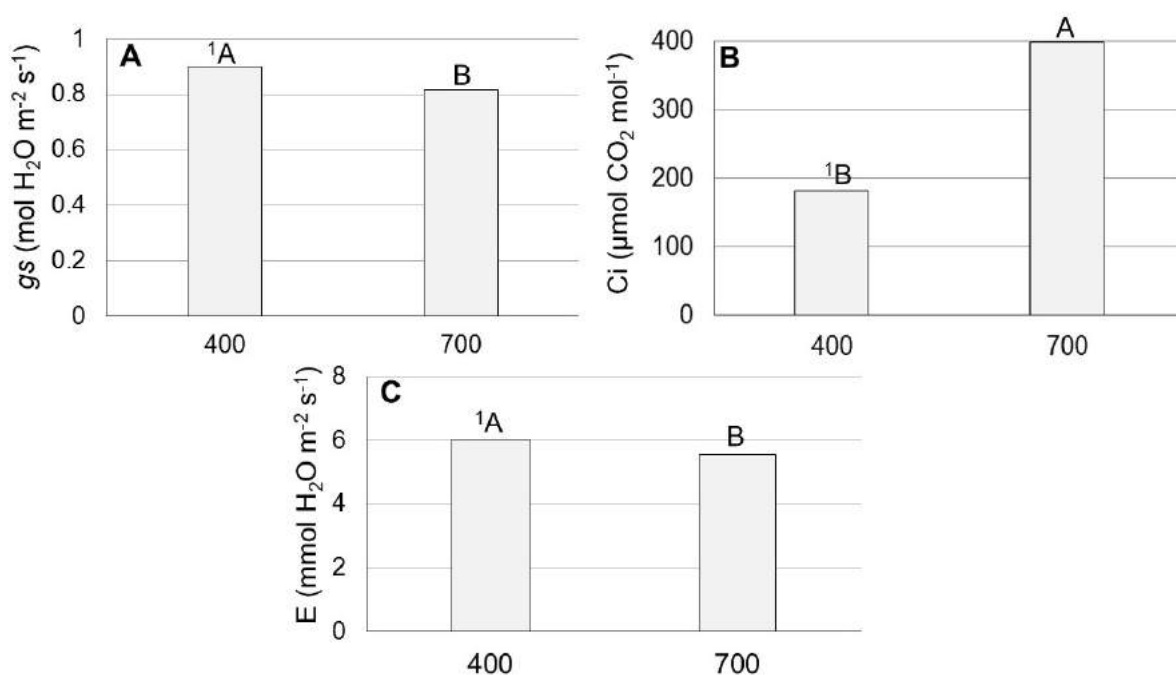 A
gs (mol H₂O m⁻² s⁻¹)
1
0.8
0.6
0.4
0.2
0
¹A
B
400
700
B
Ci (µmol CO₂ mol⁻¹)
400
300
200
100
0
¹B
A
400
700
C
E (mmol H₂O m⁻² s⁻¹)
8
6
4
2
0
¹A
B
400
700